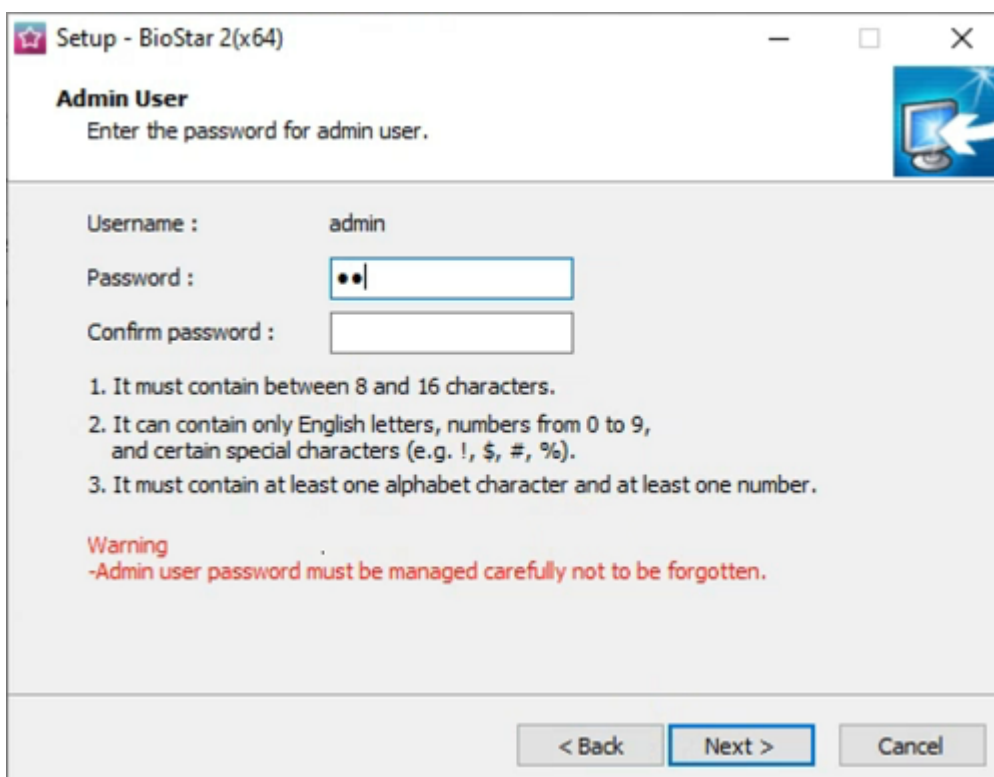 Setup - BioStar 2(x64)
Admin User
Enter the password for admin user.
Username :
admin
Password :
••
Confirm password :
1. It must contain between 8 and 16 characters.
2. It can contain only English letters, numbers from 0 to 9,
and certain special characters (e.g. !, $, #, %).
3. It must contain at least one alphabet character and at least one number.
Warning
-Admin user password must be managed carefully not to be forgotten.
< Back
Next >
Cancel